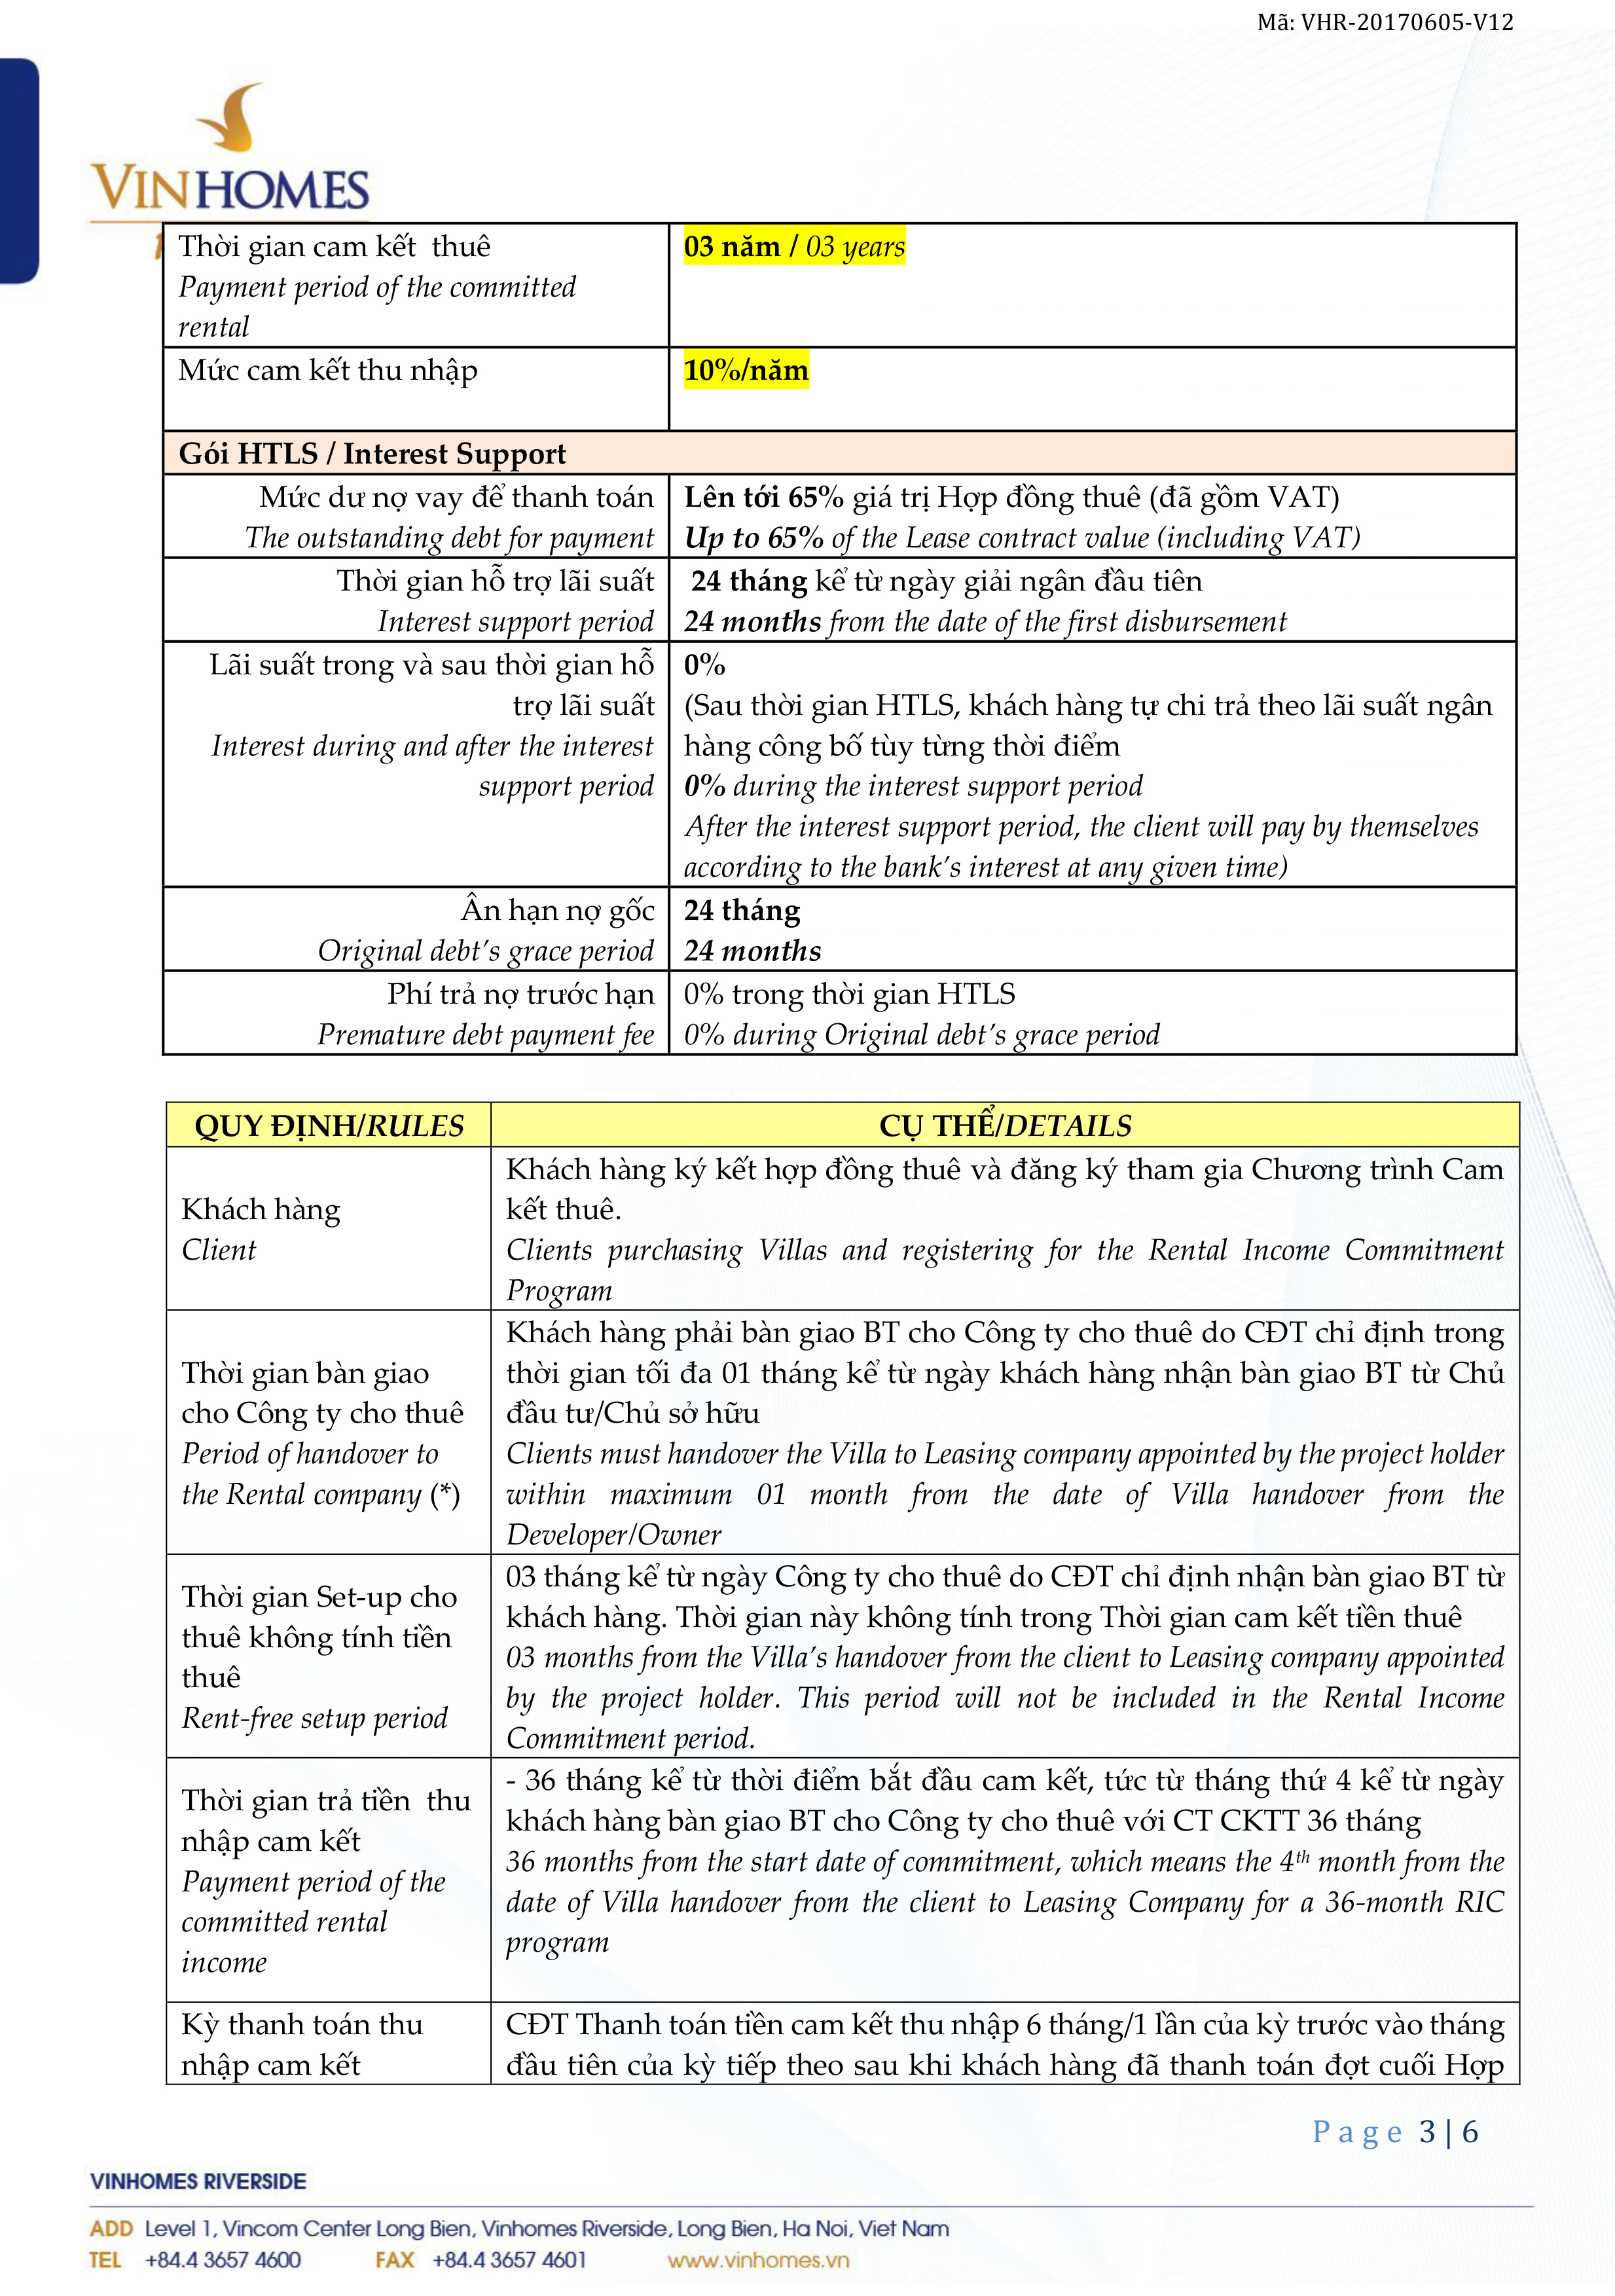 Mã: VHR-20170605-V12
VINHOMES
Thời gian cam kết thuê
Payment period of the committed
rental
03 năm / 03 years
Mức cam kết thu nhập
10%/năm
Gói HTLS / Interest Support
Mức dư nợ vay để thanh toán
The outstanding debt for payment
Lên tới 65% giá trị Hợp đồng thuê (đã gồm VAT)
Up to 65% of the Lease contract value (including VAT)
Thời gian hỗ trợ lãi suất
Interest support period
24 tháng kể từ ngày giải ngân đầu tiên
24 months from the date of the first disbursement
Lãi suất trong và sau thời gian hỗ
trợ lãi suất
Interest during and after the interest
support period
0%
(Sau thời gian HTLS, khách hàng tự chi trả theo lãi suất ngân
hàng công bố tùy từng thời điểm
0% during the interest support period
After the interest support period, the client will pay by themselves
according to the bank's interest at any given time)
Ân hạn nợ gốc
Original debt's grace period
24 tháng
24 months
Phí trả nợ trước hạn
Premature debt payment fee
0% trong thời gian HTLS
0% during Original debt's grace period
QUY ĐỊNH/RULES
CỤ THỂ/DETAILS
Khách hàng
Client
Khách hàng ký kết hợp đồng thuê và đăng ký tham gia Chương trình Cam
kết thuê.
Clients purchasing Villas and registering for the Rental Income Commitment
Program
Thời gian bàn giao
cho Công ty cho thuê
Period of handover to
the Rental company (*)
Khách hàng phải bàn giao BT cho Công ty cho thuê do CĐT chỉ định trong
thời gian tối đa 01 tháng kể từ ngày khách hàng nhận bàn giao BT từ Chủ
đầu tư/Chủ sở hữu
Clients must handover the Villa to Leasing company appointed by the project holder
within maximum 01 month from the date of Villa handover from the
Developer/Owner
Thời gian Set-up cho
thuê không tính tiền
thuê
Rent-free setup period
03 tháng kể từ ngày Công ty cho thuê do CĐT chỉ định nhận bàn giao BT từ
khách hàng. Thời gian này không tính trong Thời gian cam kết tiền thuê
03 months from the Villa's handover from the client to Leasing company appointed
by the project holder. This period will not be included in the Rental Income
Commitment period.
Thời gian trả tiền thu
nhập cam kết
Payment period of the
committed rental
income
- 36 tháng kể từ thời điểm bắt đầu cam kết, tức từ tháng thứ 4 kể từ ngày
khách hàng bàn giao BT cho Công ty cho thuê với CT CKTT 36 tháng
36 months from the start date of commitment, which means the 4th month from the
date of Villa handover from the client to Leasing Company for a 36-month RIC
program
Kỳ thanh toán thu
nhập cam kết
CĐT Thanh toán tiền cam kết thu nhập 6 tháng/1 lần của kỳ trước vào tháng
đầu tiên của kỳ tiếp theo sau khi khách hàng đã thanh toán đợt cuối Hợp
Page 3|6
VINHOMES RIVERSIDE
ADD Level 1, Vincom Center Long Bien, Vinhomes Riverside, Long Bien, Ha Noi, Viet Nam
TEL +84.4 3657 4600 FAX +84.4 3657 4601 www.vinhomes.vn